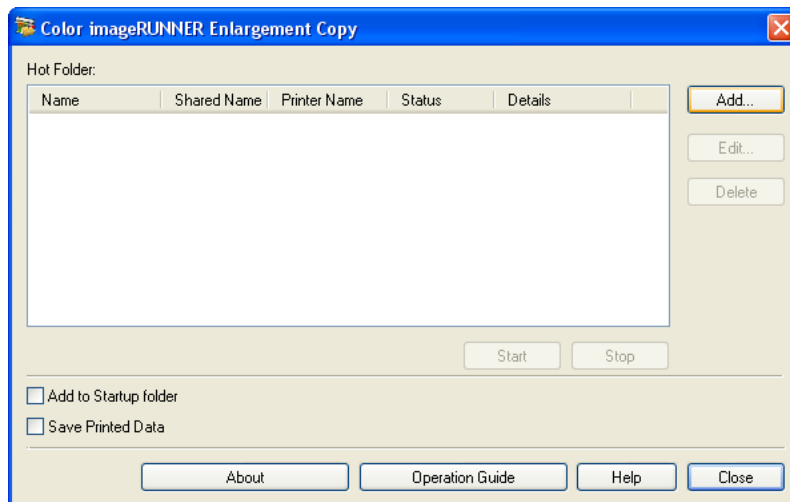 Color imageRUNNER Enlargement Copy
Hot Folder:
Name Shared Name Printer Name Status Details
Add...
Edit...
Delete
Start Stop
Add to Startup folder
Save Printed Data
About Operation Guide Help Close